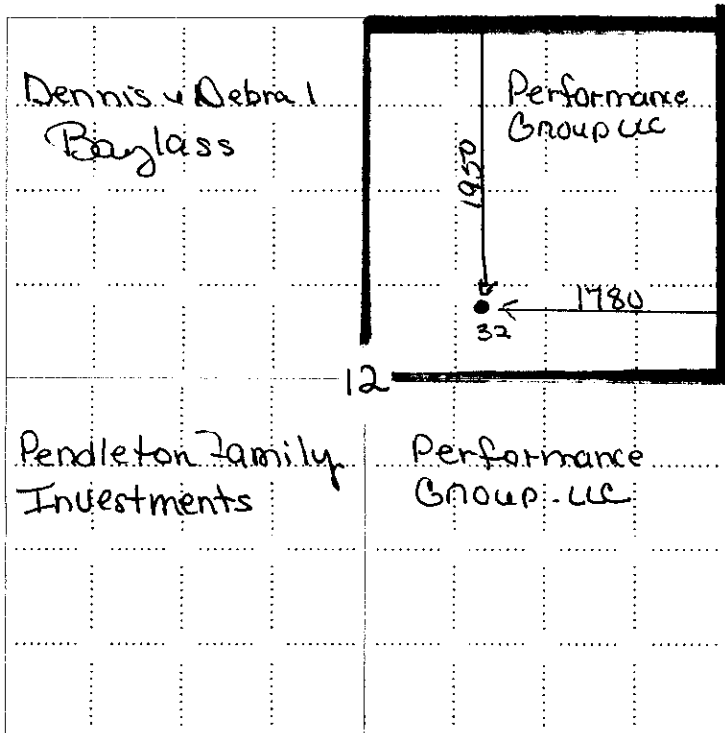 Dennis & Debra l
Baylass
Performance
Group LLC
1950
1780
32
12
Pendleton Family
Investments
Performance
Group. LLC